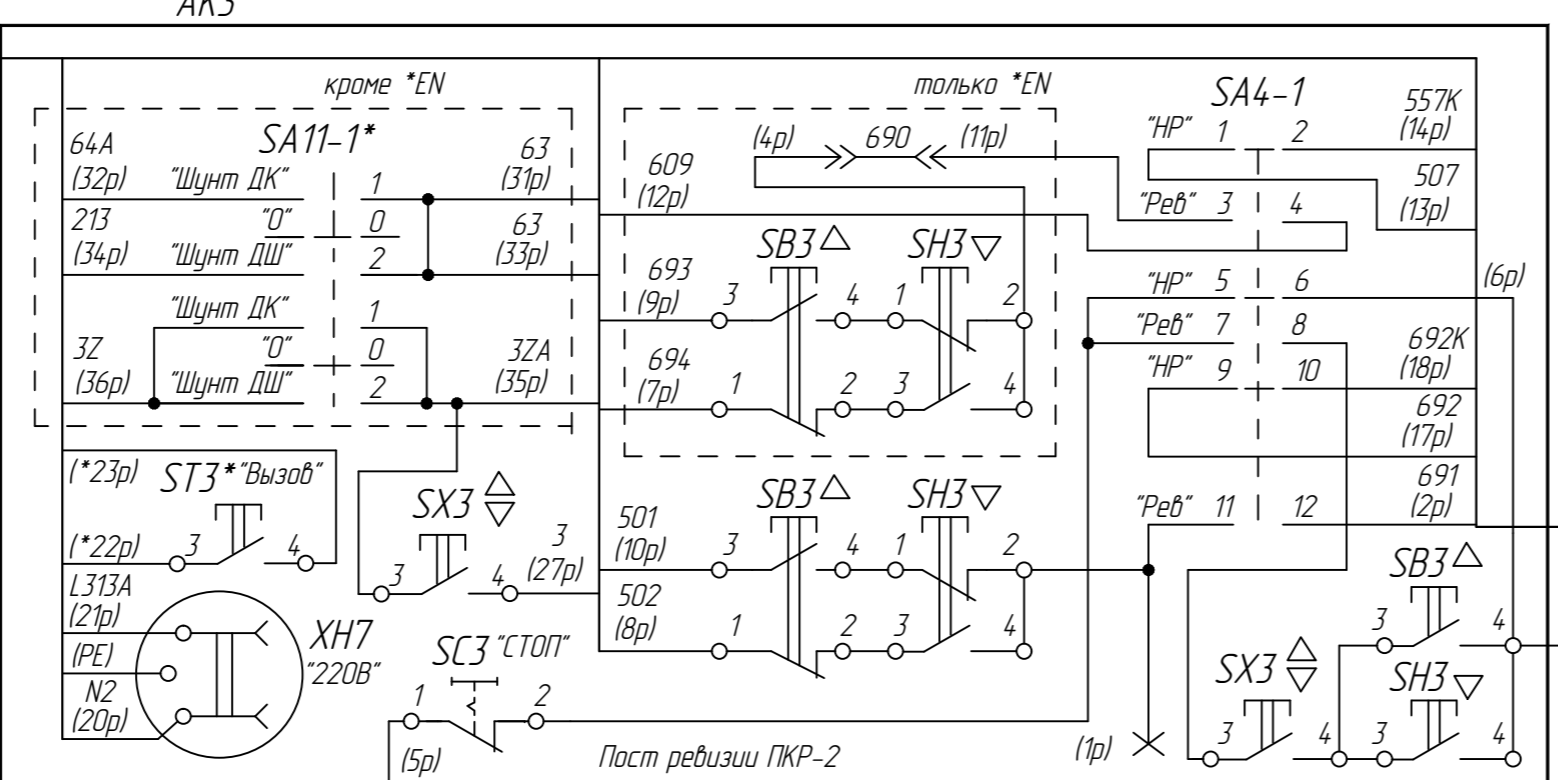 АК3
кроме *EN
только *EN
SA11-1*
SA4-1
64А
(32р)
"Шунт ДК"
1
63
(31р)
213
(34р)
"0"
0
"Шунт ДШ"
2
63
(33р)
"Шунт ДК"
1
"0"
0
3Z
(36р)
"Шунт ДШ"
2
3ZA
(35р)
609
(12р)
(4р)
690
(11р)
693
(9р)
SB3
SH3
3
4
1
2
694
(7р)
1
2
3
4
"НР"
1
2
557К
(14р)
"Рев"
3
4
507
(13р)
"НР"
5
6
(6р)
"Рев"
7
8
"НР"
9
10
692К
(18р)
692
(17р)
"Рев"
11
12
691
(2р)
(*23р)
ST3*"Вызов"
(*22р)
3
4
SX3
3
4
3
(27р)
501
(10р)
SB3
SH3
3
4
1
2
502
(8р)
1
2
3
4
L313А
(21р)
(РЕ)
N2
(20р)
ХН7
"220В"
SC3 "СТОП"
1
2
(5р)
Пост ревизии ПКР-2
(1р)
SB3
3
4
SX3
3
4
SH3
3
4